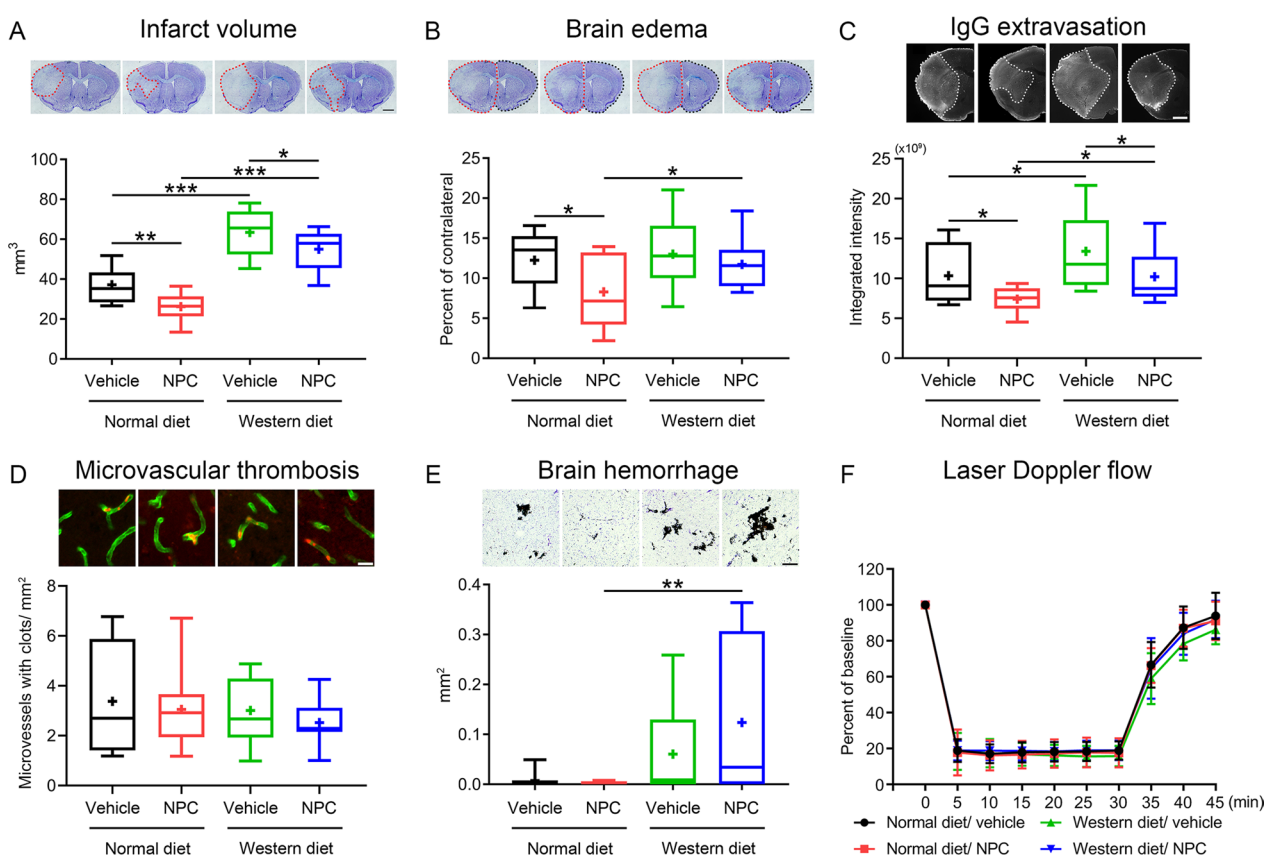 A Infarct volume
mm³
100
80
60
40
20
0
*
***
***
**
Vehicle NPC Vehicle NPC
Normal diet Western diet
B Brain edema
Percent of contralateral
25
20
15
10
5
0
*
*
Vehicle NPC Vehicle NPC
Normal diet Western diet
C IgG extravasation
(x10⁹)
Integrated intensity
25
20
15
10
5
0
*
*
*
*
Vehicle NPC Vehicle NPC
Normal diet Western diet
D Microvascular thrombosis
Microvessels with clots/ mm²
8
6
4
2
0
Vehicle NPC Vehicle NPC
Normal diet Western diet
E Brain hemorrhage
mm²
0.4
0.3
0.2
0.1
0.0
**
Vehicle NPC Vehicle NPC
Normal diet Western diet
F Laser Doppler flow
Percent of baseline
120
100
80
60
40
20
0
0 5 10 15 20 25 30 35 40 45 (min)
Normal diet/ vehicle Western diet/ vehicle
Normal diet/ NPC Western diet/ NPC